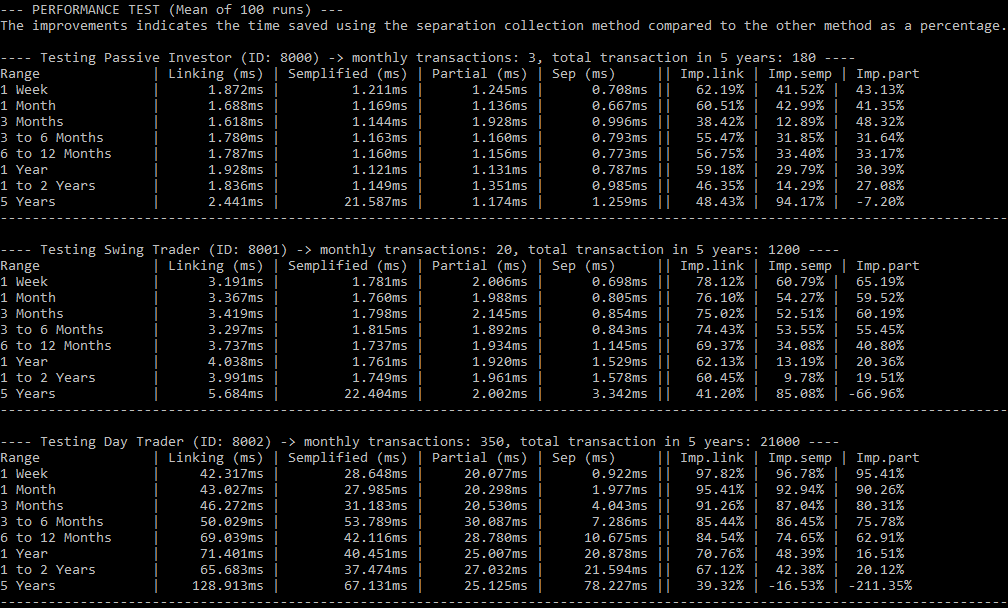 --- PERFORMANCE TEST (Mean of 100 runs) ---
The improvements indicates the time saved using the separation collection method compared to the other method as a percentage.
---- Testing Passive Investor (ID: 8000) -> monthly transactions: 3, total transaction in 5 years: 180 ----
Range | Linking (ms) | Semplified (ms) | Partial (ms) | Sep (ms) || Imp.link | Imp.semp | Imp.part
1 Week | 1.872ms | 1.211ms | 1.245ms | 0.708ms || 62.19% | 41.52% | 43.13%
1 Month | 1.688ms | 1.169ms | 1.136ms | 0.667ms || 60.51% | 42.99% | 41.35%
3 Months | 1.618ms | 1.144ms | 1.928ms | 0.996ms || 38.42% | 12.89% | 48.32%
3 to 6 Months | 1.780ms | 1.163ms | 1.160ms | 0.793ms || 55.47% | 31.85% | 31.64%
6 to 12 Months | 1.787ms | 1.160ms | 1.156ms | 0.773ms || 56.75% | 33.40% | 33.17%
1 Year | 1.928ms | 1.121ms | 1.131ms | 0.787ms || 59.18% | 29.79% | 30.39%
1 to 2 Years | 1.836ms | 1.149ms | 1.351ms | 0.985ms || 46.35% | 14.29% | 27.08%
5 Years | 2.441ms | 21.587ms | 1.174ms | 1.259ms || 48.43% | 94.17% | -7.20%
---- Testing Swing Trader (ID: 8001) -> monthly transactions: 20, total transaction in 5 years: 1200 ----
Range | Linking (ms) | Semplified (ms) | Partial (ms) | Sep (ms) || Imp.link | Imp.semp | Imp.part
1 Week | 3.191ms | 1.781ms | 2.006ms | 0.698ms || 78.12% | 60.79% | 65.19%
1 Month | 3.367ms | 1.760ms | 1.988ms | 0.805ms || 76.10% | 54.27% | 59.52%
3 Months | 3.419ms | 1.798ms | 2.145ms | 0.854ms || 75.02% | 52.51% | 60.19%
3 to 6 Months | 3.297ms | 1.815ms | 1.892ms | 0.843ms || 74.43% | 53.55% | 55.45%
6 to 12 Months | 3.737ms | 1.737ms | 1.934ms | 1.145ms || 69.37% | 34.08% | 40.80%
1 Year | 4.038ms | 1.761ms | 1.920ms | 1.529ms || 62.13% | 13.19% | 20.36%
1 to 2 Years | 3.991ms | 1.749ms | 1.961ms | 1.578ms || 60.45% | 9.78% | 19.51%
5 Years | 5.684ms | 22.404ms | 2.002ms | 3.342ms || 41.20% | 85.08% | -66.96%
---- Testing Day Trader (ID: 8002) -> monthly transactions: 350, total transaction in 5 years: 21000 ----
Range | Linking (ms) | Semplified (ms) | Partial (ms) | Sep (ms) || Imp.link | Imp.semp | Imp.part
1 Week | 42.317ms | 28.648ms | 20.077ms | 0.922ms || 97.82% | 96.78% | 95.41%
1 Month | 43.027ms | 27.985ms | 20.298ms | 1.977ms || 95.41% | 92.94% | 90.26%
3 Months | 46.272ms | 31.183ms | 20.530ms | 4.043ms || 91.26% | 87.04% | 80.31%
3 to 6 Months | 50.029ms | 53.789ms | 30.087ms | 7.286ms || 85.44% | 86.45% | 75.78%
6 to 12 Months | 69.039ms | 42.116ms | 28.780ms | 10.675ms || 84.54% | 74.65% | 62.91%
1 Year | 71.401ms | 40.451ms | 25.007ms | 20.878ms || 70.76% | 48.39% | 16.51%
1 to 2 Years | 65.683ms | 37.474ms | 27.032ms | 21.594ms || 67.12% | 42.38% | 20.12%
5 Years | 128.913ms | 67.131ms | 25.125ms | 78.227ms || 39.32% | -16.53% | -211.35%